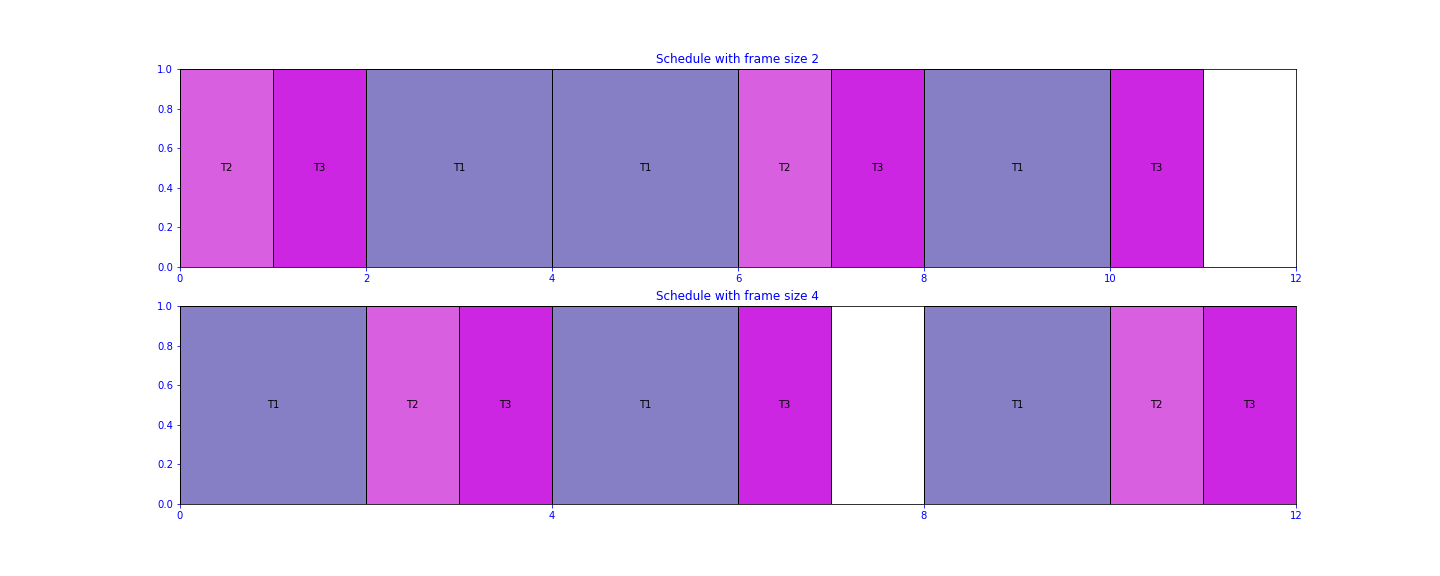 Schedule with frame size 2
1.0
0.8
0.6
0.4
0.2
0.0
T2 T3 T1 T1 T2 T3 T1 T3
0 2 4 6 8 10 12
Schedule with frame size 4
1.0
0.8
0.6
0.4
0.2
0.0
T1 T2 T3 T1 T3 T1 T2 T3
0 4 8 12